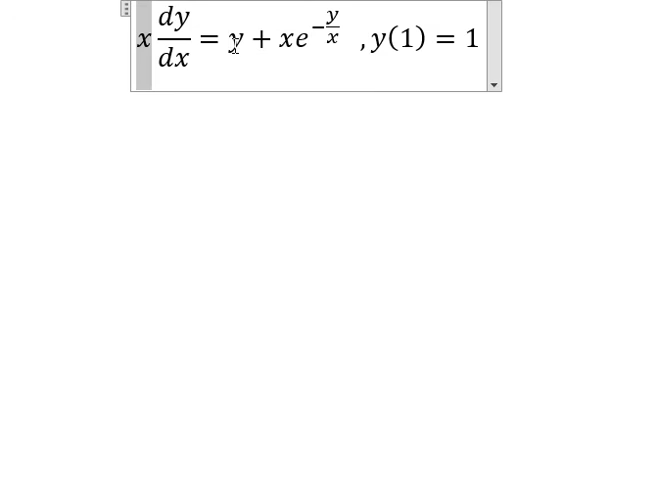 x dy/dx = y + xe^(-y/x) , y(1) = 1